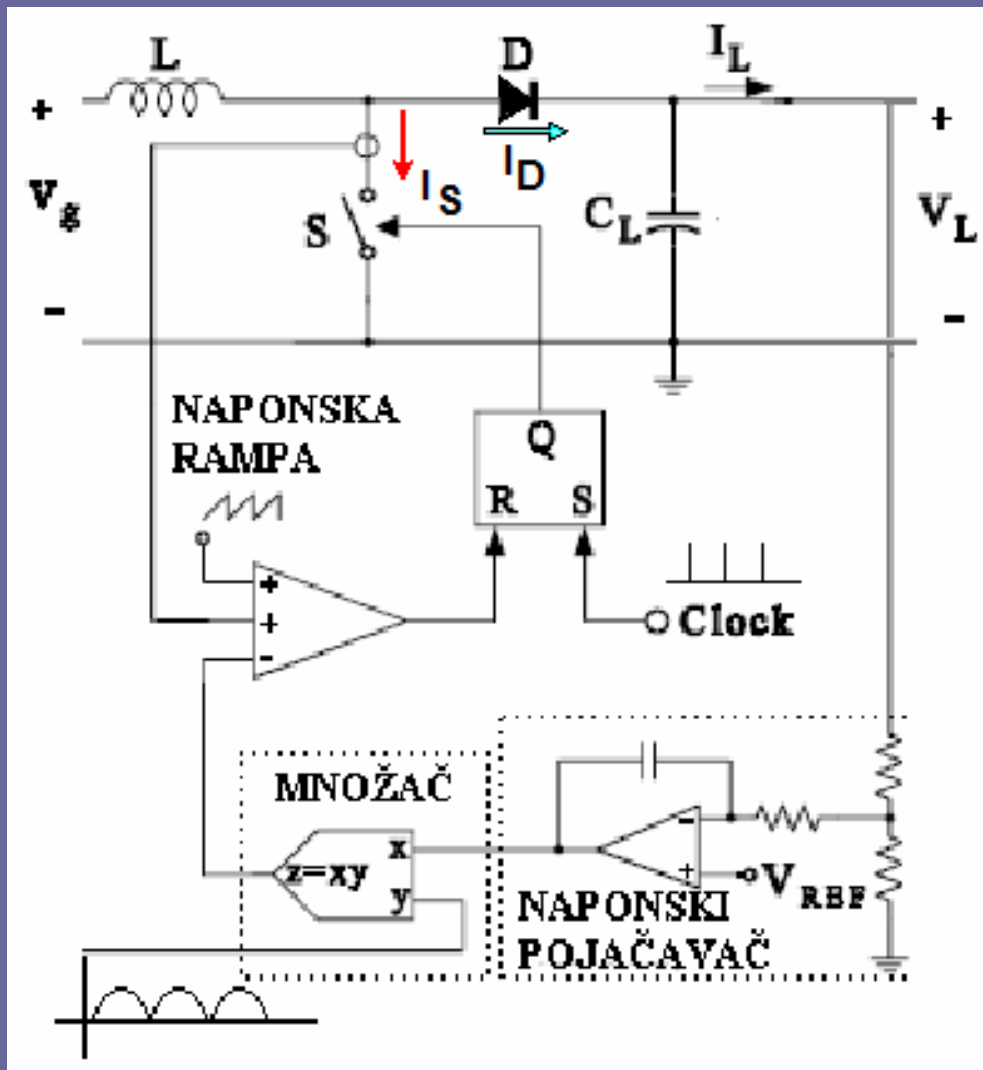 L
D
I_L
+
+
I_D
I_S
v_g
S
C_L
V_L
-
-
NAPONSKA
RAMPA
Q
R S
+
+
-
Clock
MNOŽAČ
x
z=xy
y
-
+
V_REF
NAPONSKI
POJAČAVAČ